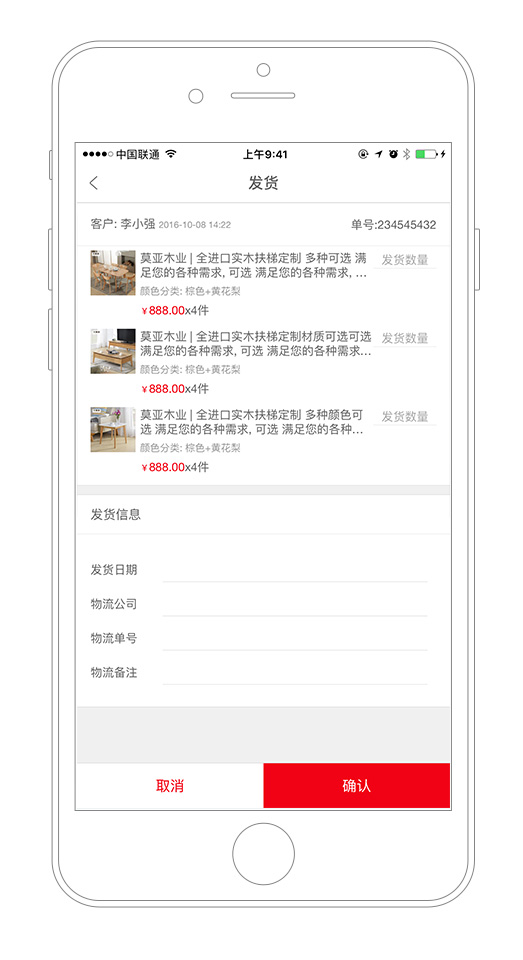 中国联通 上午9:41
发货
客户: 李小强 2016-10-08 14:22 单号:234545432
莫亚木业 | 全进口实木扶梯定制 多种可选 满 发货数量
足您的各种需求, 可选 满足您的各种需求, ...
颜色分类: 棕色+黄花梨
¥888.00x4件
莫亚木业 | 全进口实木扶梯定制材质可选可选 发货数量
满足您的各种需求, 可选 满足您的各种需求...
颜色分类: 棕色+黄花梨
¥888.00x4件
莫亚木业 | 全进口实木扶梯定制 多种颜色可 发货数量
选 满足您的各种需求, 可选 满足您的各种...
颜色分类: 棕色+黄花梨
¥888.00x4件
发货信息
发货日期
物流公司
物流单号
物流备注
取消 确认